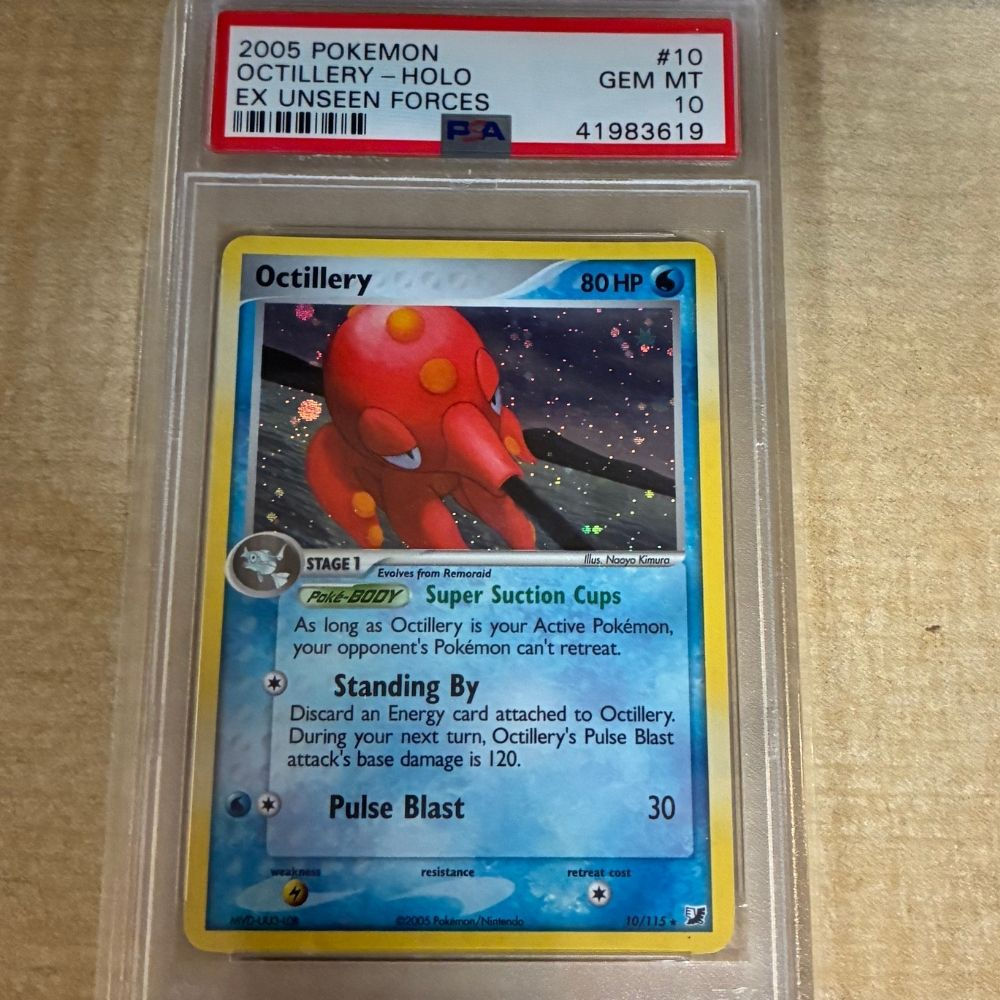 2005 POKEMON #10
OCTILLERY - HOLO GEM MT
EX UNSEEN FORCES 10
PSA 41983619
Octillery 80 HP
STAGE 1 Illus. Naoyo Kimura
Evolves from Remoraid
Poké-BODY Super Suction Cups
As long as Octillery is your Active Pokémon,
your opponent's Pokémon can't retreat.
Standing By
Discard an Energy card attached to Octillery.
During your next turn, Octillery's Pulse Blast
attack's base damage is 120.
Pulse Blast 30
weakness resistance retreat cost
©2005 Pokémon/Nintendo 10/115 ★